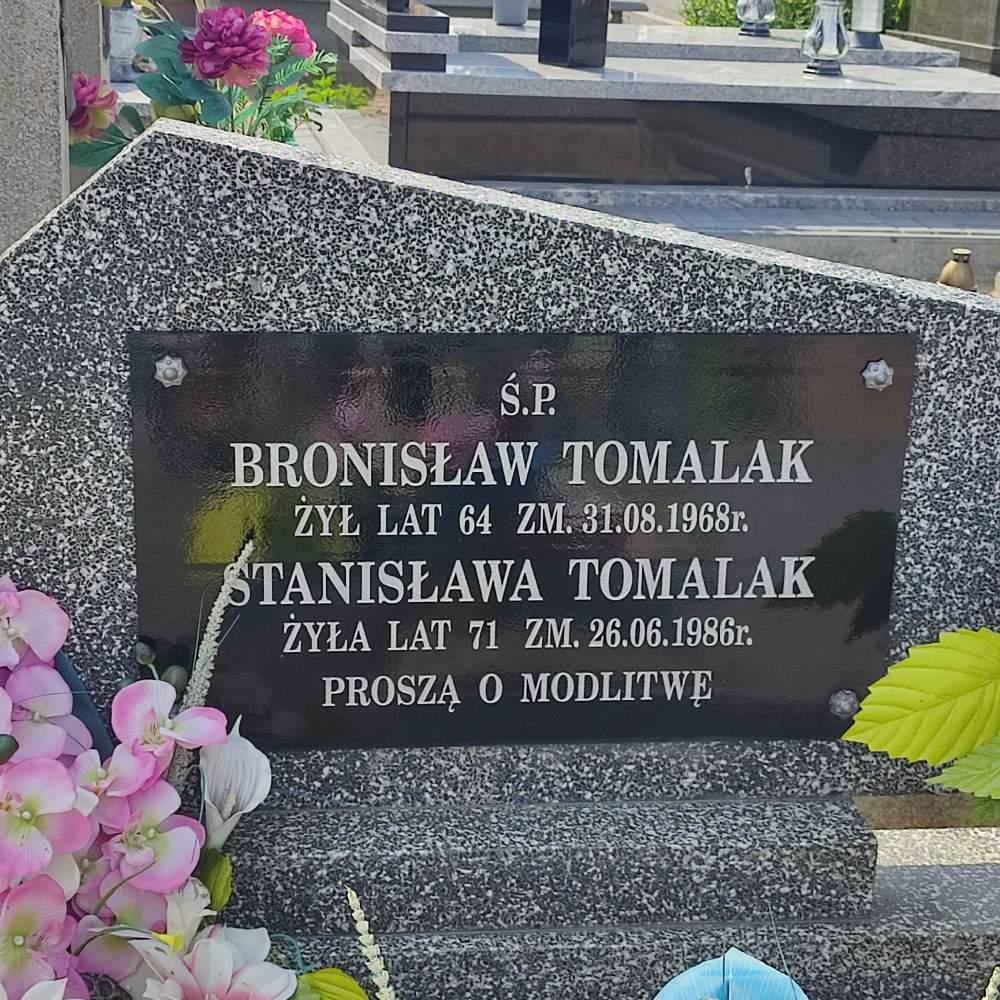 Ś.P.
BRONISŁAW TOMALAK
ŻYŁ LAT 64 ZM. 31.08.1968r.
STANISŁAWA TOMALAK
ŻYŁA LAT 71 ZM. 26.06.1986r.
PROSZĄ O MODLITWĘ